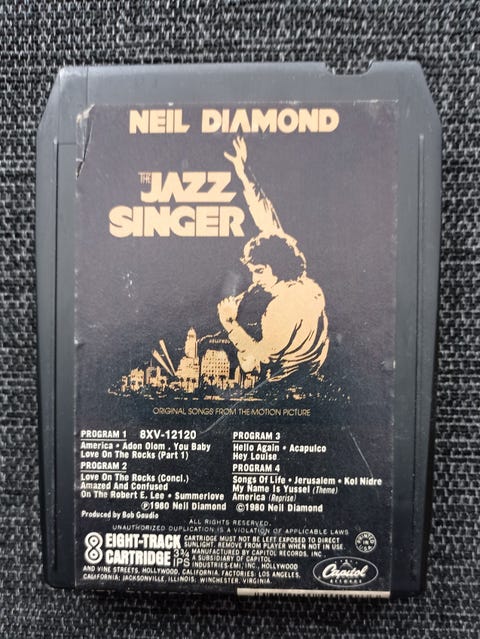 NEIL DIAMOND
THE JAZZ
SINGER
HOLLYWOOD
ORIGINAL SONGS FROM THE MOTION PICTURE
PROGRAM 1 8XV-12120
America • Adon Olom . You Baby
Love On The Rocks (Part 1)
PROGRAM 2
Love On The Rocks (Concl.)
Amazed And Confused
On The Robert E. Lee • Summerlove
℗1980 Neil Diamond
Produced by Bob Gaudio
PROGRAM 3
Hello Again • Acapulco
Hey Louise
PROGRAM 4
Songs Of Life • Jerusalem • Kol Nidre
My Name Is Yussel (Theme)
America (Reprise)
©1980 Neil Diamond
ALL RIGHTS RESERVED.
UNAUTHORIZED DUPLICATION IS A VIOLATION OF APPLICABLE LAWS
8 EIGHT-TRACK
CARTRIDGE 3¾ IPS
CARTRIDGE MUST NOT BE LEFT EXPOSED TO DIRECT
SUNLIGHT. REMOVE FROM PLAYER WHEN NOT IN USE.
MANUFACTURED BY CAPITOL RECORDS, INC.,
A SUBSIDIARY OF CAPITOL
INDUSTRIES-EMI, INC., HOLLYWOOD
AND VINE STREETS, HOLLYWOOD, CALIFORNIA. FACTORIES: LOS ANGELES,
CALIFORNIA; JACKSONVILLE, ILLINOIS; WINCHESTER, VIRGINIA.
Capitol